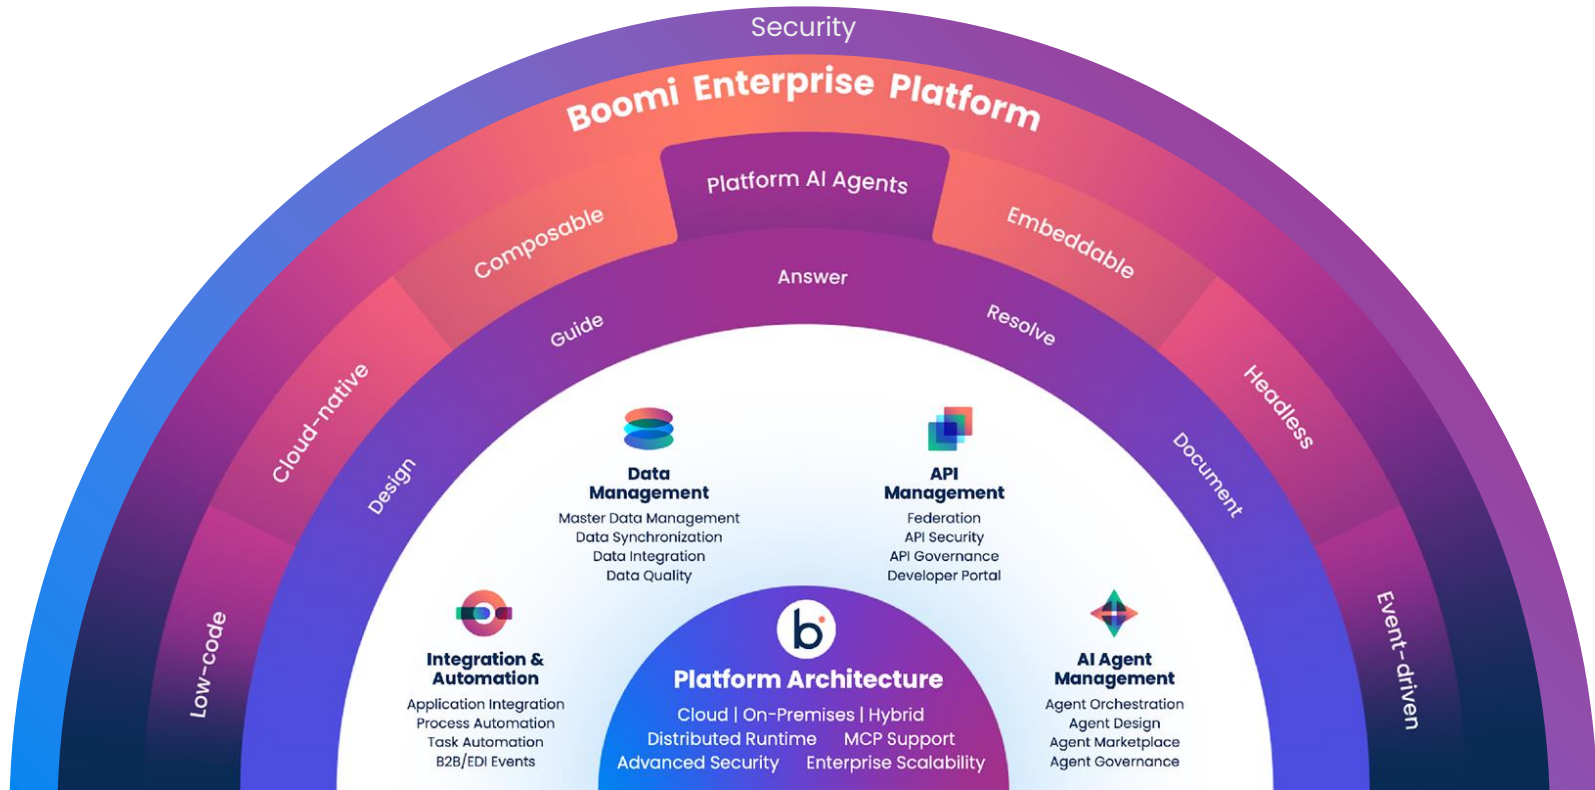 Security
Boomi Enterprise Platform
Platform AI Agents
Composable
Embeddable
Cloud-native
Headless
Low-code
Event-driven
Answer
Guide
Resolve
Design
Document
Data
Management
Master Data Management
Data Synchronization
Data Integration
Data Quality
API
Management
Federation
API Security
API Governance
Developer Portal
Integration &
Automation
Application Integration
Process Automation
Task Automation
B2B/EDI Events
AI Agent
Management
Agent Orchestration
Agent Design
Agent Marketplace
Agent Governance
b
Platform Architecture
Cloud | On-Premises | Hybrid
Distributed Runtime MCP Support
Advanced Security Enterprise Scalability